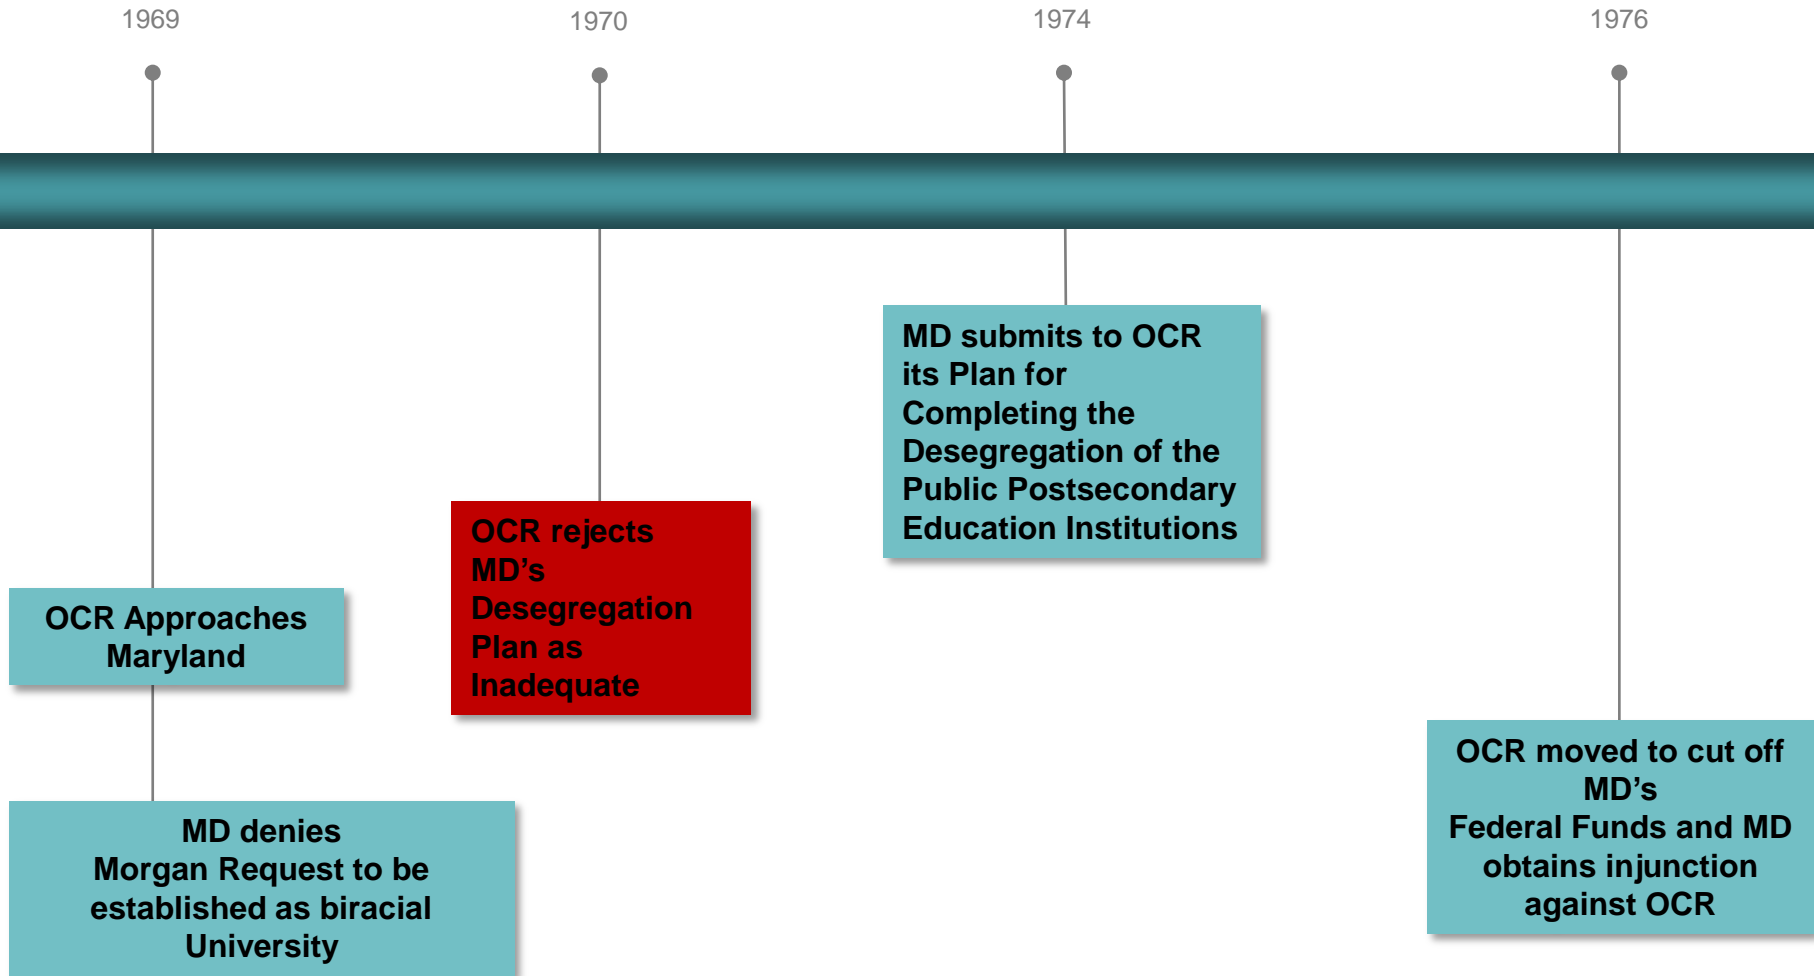 1969
1970
1974
1976
OCR Approaches
Maryland
MD denies
Morgan Request to be
established as biracial
University
OCR rejects
MD’s
Desegregation
Plan as
Inadequate
MD submits to OCR
its Plan for
Completing the
Desegregation of the
Public Postsecondary
Education Institutions
OCR moved to cut off
MD’s
Federal Funds and MD
obtains injunction
against OCR